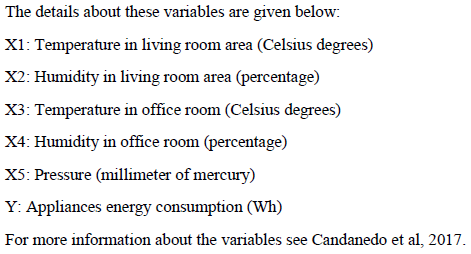 The details about these variables are given below:
X1: Temperature in living room area (Celsius degrees)
X2: Humidity in living room area (percentage)
X3: Temperature in office room (Celsius degrees)
X4: Humidity in office room (percentage)
X5: Pressure (millimeter of mercury)
Y: Appliances energy consumption (Wh)
For more information about the variables see Candanedo et al, 2017.